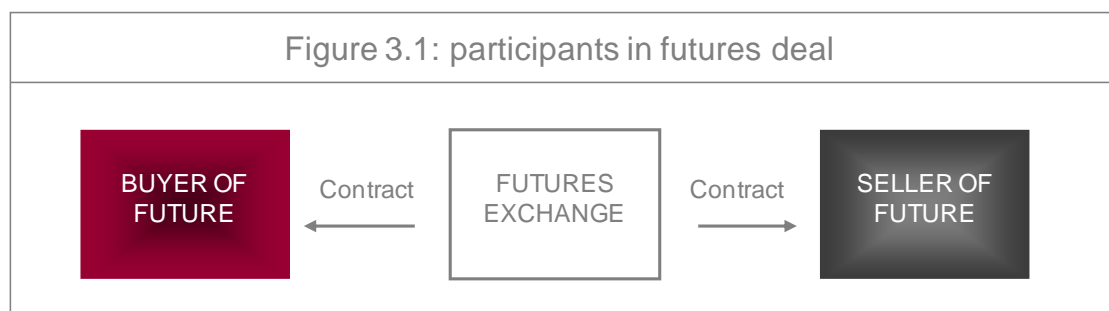 Figure 3.1: participants in futures deal
BUYER OF
FUTURE
Contract
FUTURES
EXCHANGE
Contract
SELLER OF
FUTURE